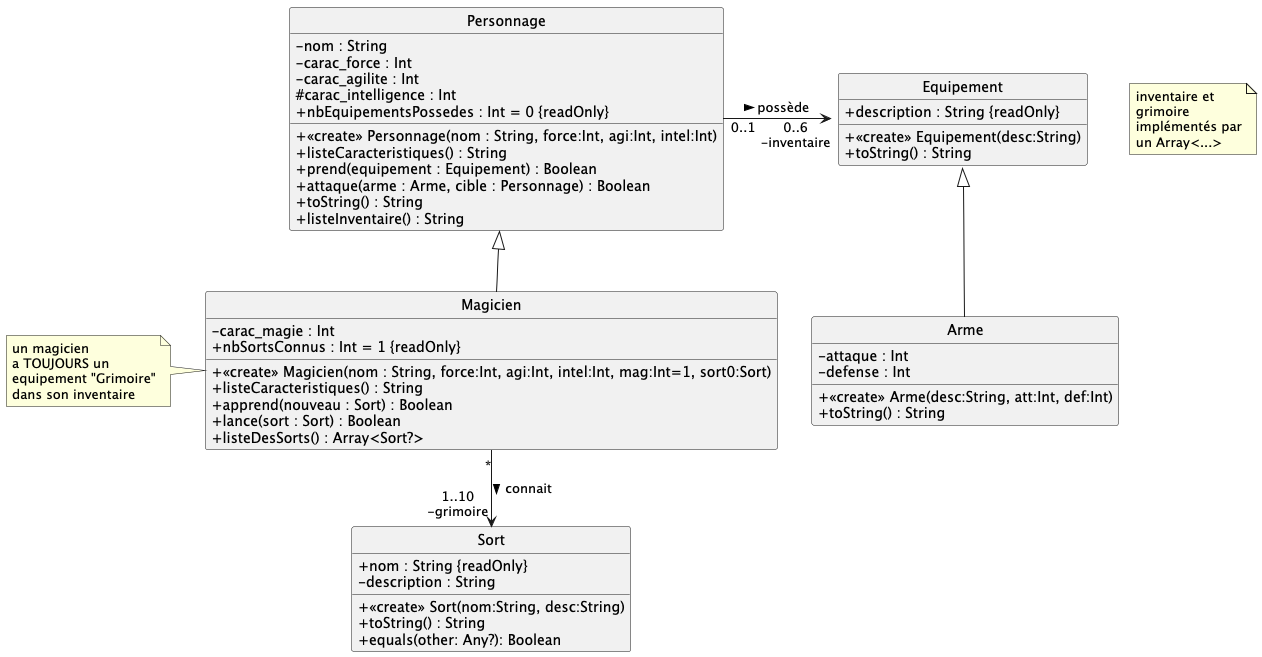 Personnage
-nom : String
-carac_force : Int
-carac_agilite : Int
#carac_intelligence : Int
+nbEquipementsPossedes : Int = 0 {readOnly}
+«create» Personnage(nom : String, force:Int, agi:Int, intel:Int)
+listeCaracteristiques() : String
+prend(equipement : Equipement) : Boolean
+attaque(arme : Arme, cible : Personnage) : Boolean
+toString() : String
+listeInventaire() : String
possède
0..1
0..6
-inventaire
Equipement
+description : String {readOnly}
+«create» Equipement(desc:String)
+toString() : String
inventaire et
grimoire
implémentés par
un Array<...>
un magicien
a TOUJOURS un
equipement "Grimoire"
dans son inventaire
Magicien
-carac_magie : Int
+nbSortsConnus : Int = 1 {readOnly}
+«create» Magicien(nom : String, force:Int, agi:Int, intel:Int, mag:Int=1, sort0:Sort)
+listeCaracteristiques() : String
+apprend(nouveau : Sort) : Boolean
+lance(sort : Sort) : Boolean
+listeDesSorts() : Array<Sort?>
Arme
-attaque : Int
-defense : Int
+«create» Arme(desc:String, att:Int, def:Int)
+toString() : String
*
connait
1..10
-grimoire
Sort
+nom : String {readOnly}
-description : String
+«create» Sort(nom:String, desc:String)
+toString() : String
+equals(other: Any?): Boolean